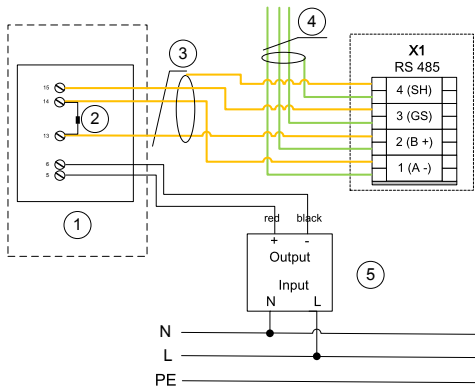 4
3
X1
RS 485
4 (SH)
3 (GS)
2 (B +)
1 (A -)
15
14
2
13
6
5
1
red black
+ -
Output
Input
N L
5
N
L
PE